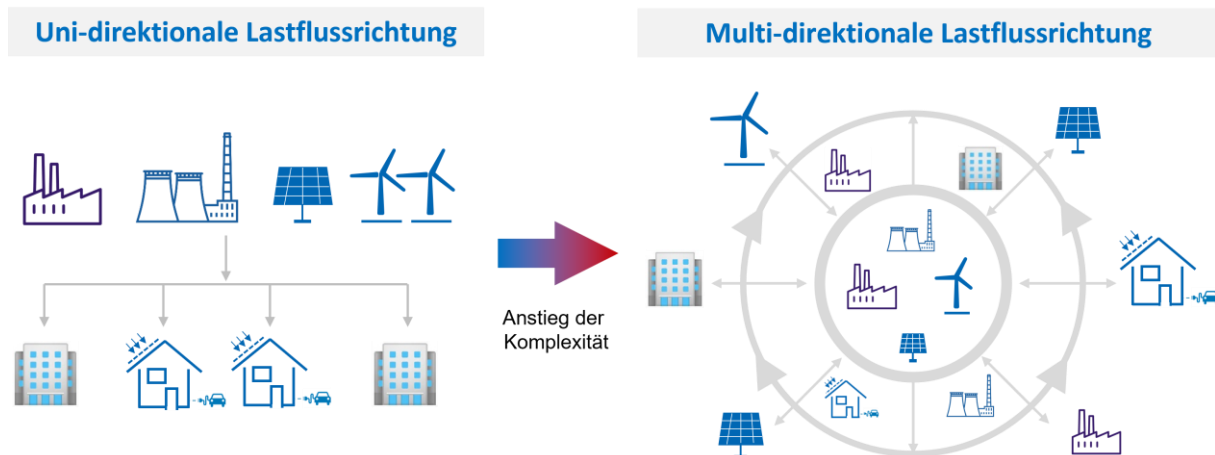 Uni-direktionale Lastflussrichtung
Multi-direktionale Lastflussrichtung
Anstieg der
Komplexität